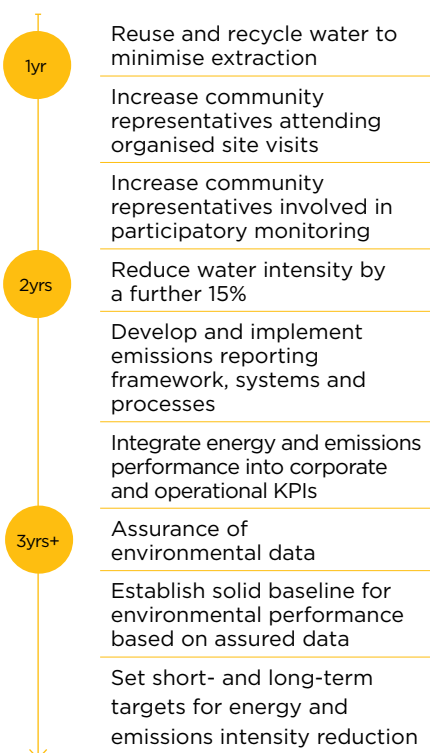 1yr
Reuse and recycle water to
minimise extraction
Increase community
representatives attending
organised site visits
Increase community
representatives involved in
participatory monitoring
2yrs
Reduce water intensity by
a further 15%
Develop and implement
emissions reporting
framework, systems and
processes
Integrate energy and emissions
performance into corporate
and operational KPIs
3yrs+
Assurance of
environmental data
Establish solid baseline for
environmental performance
based on assured data
Set short- and long-term
targets for energy and
emissions intensity reduction